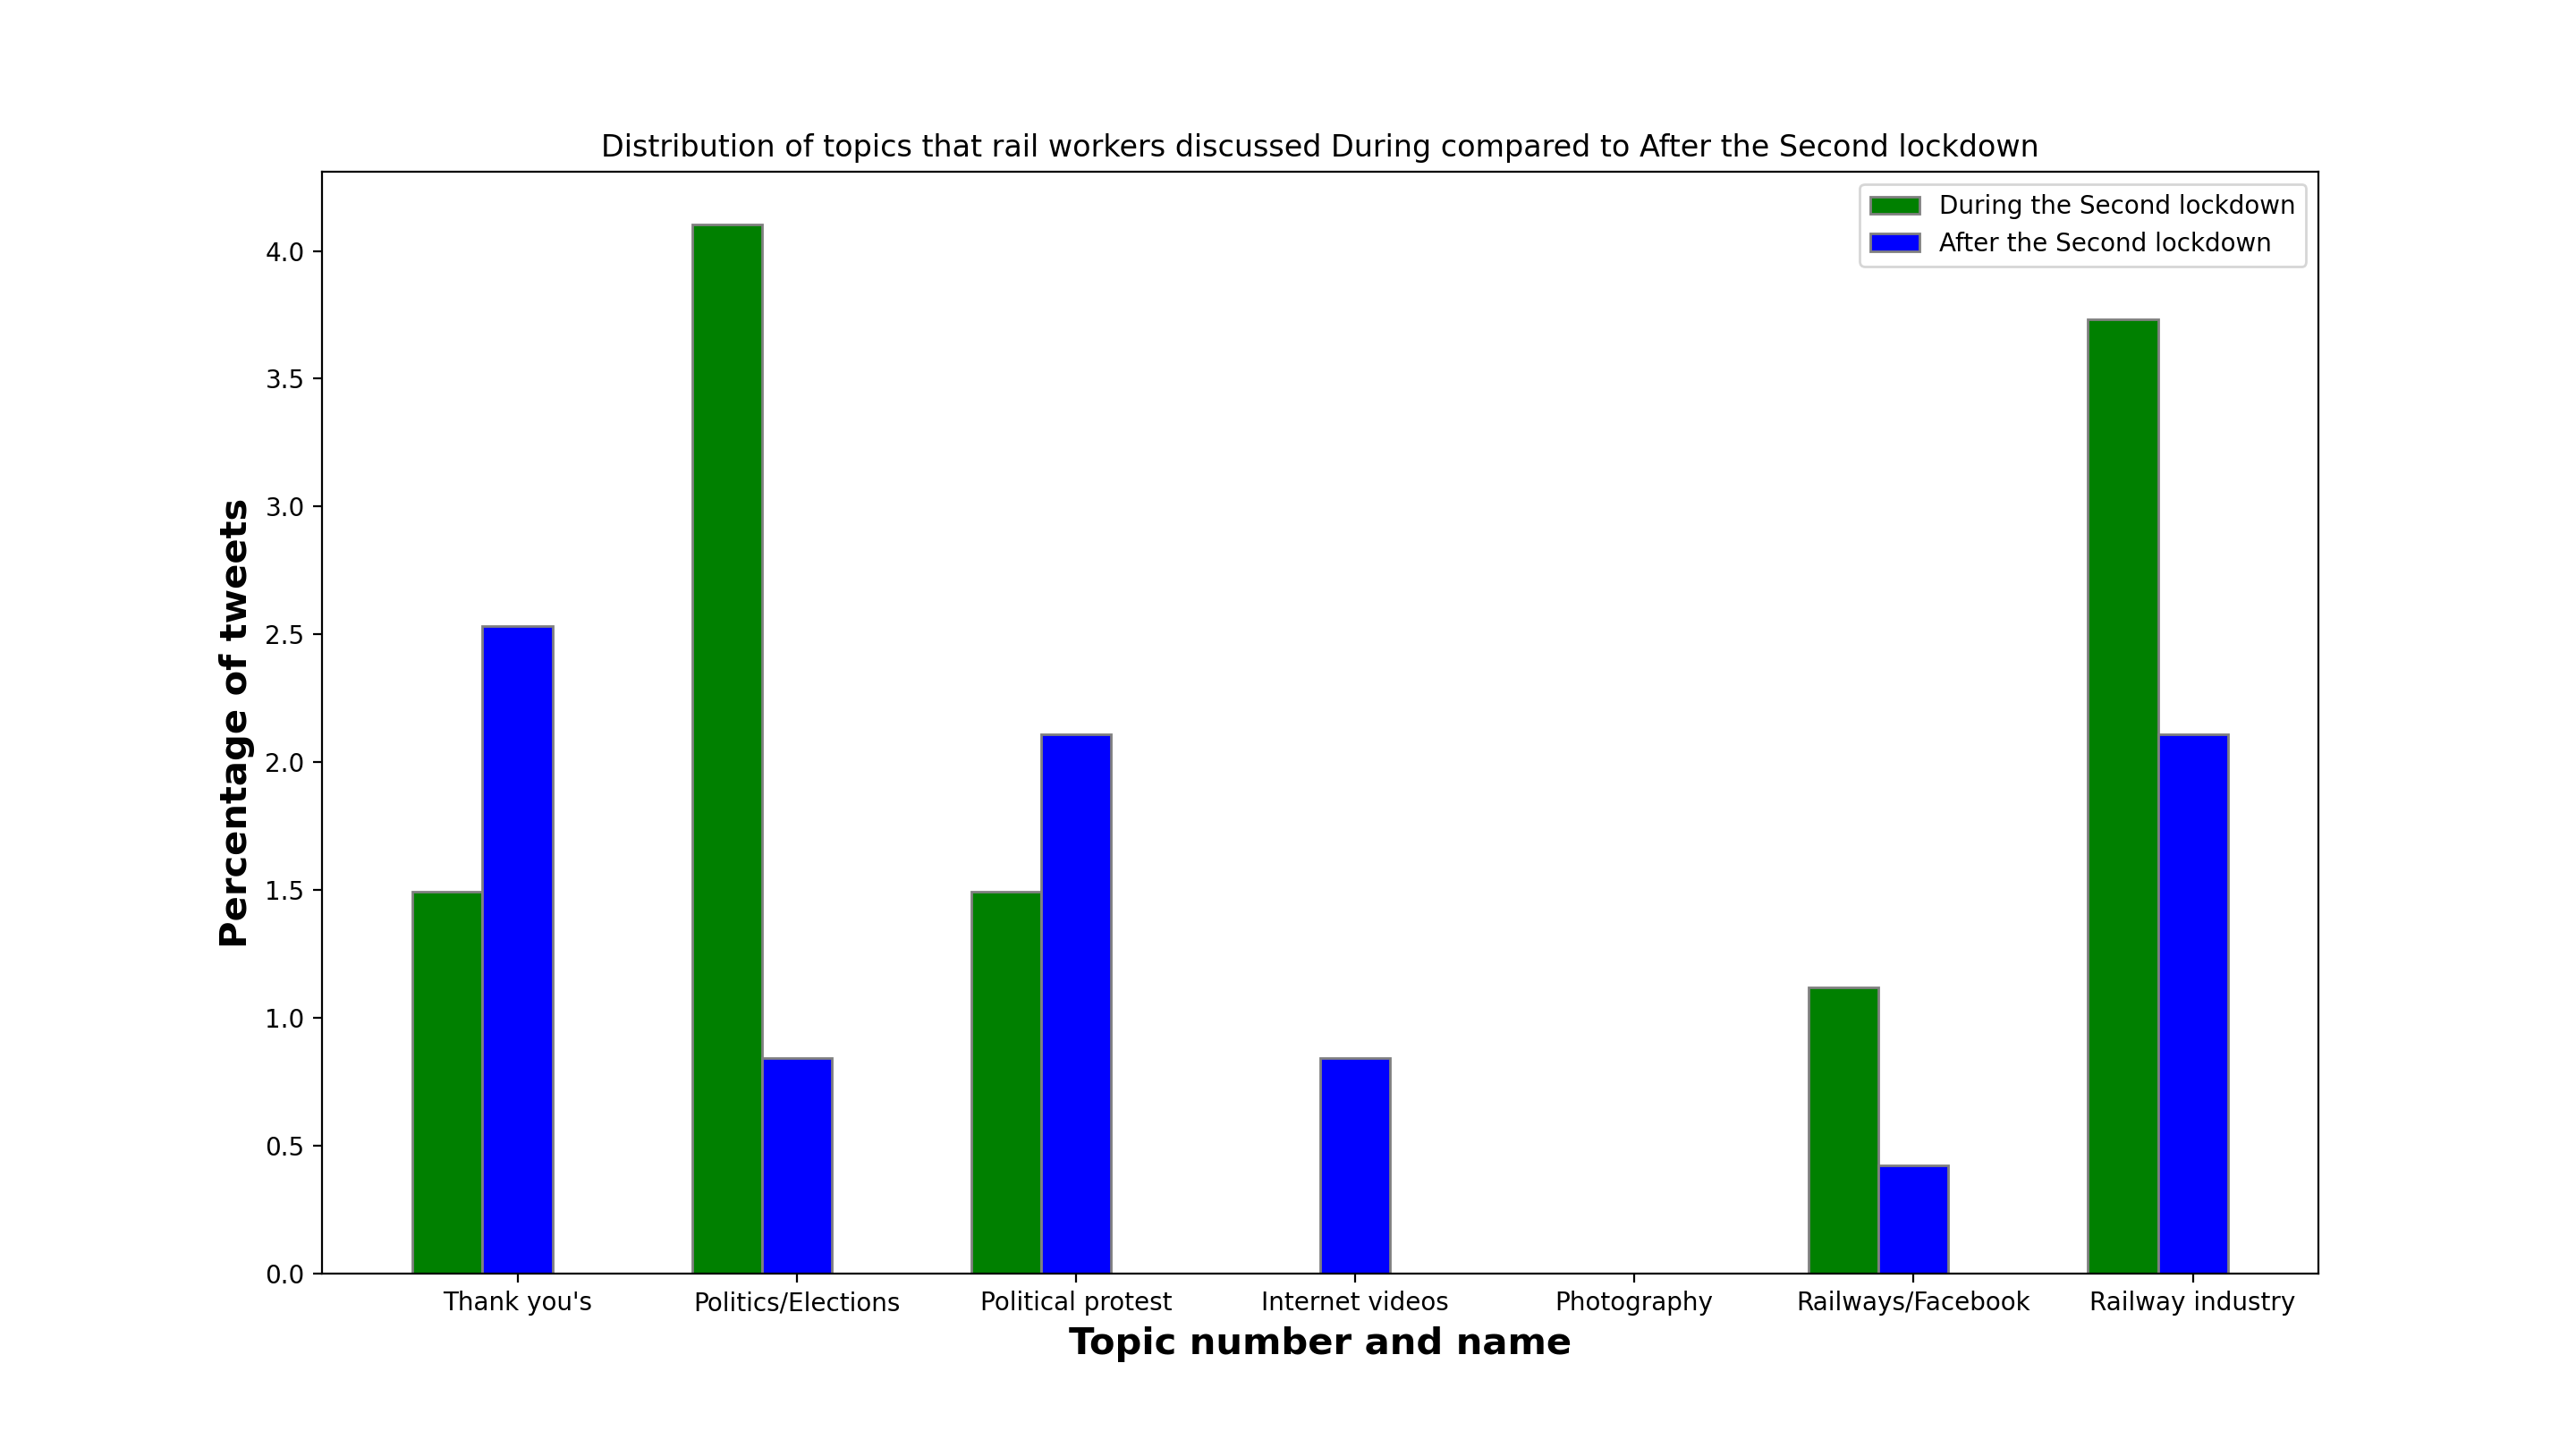 Distribution of topics that rail workers discussed During compared to After the Second lockdown
During the Second lockdown
After the Second lockdown
Percentage of tweets
4.0
3.5
3.0
2.5
2.0
1.5
1.0
0.5
0.0
Thank you's Politics/Elections Political protest Internet videos Photography Railways/Facebook Railway industry
Topic number and name